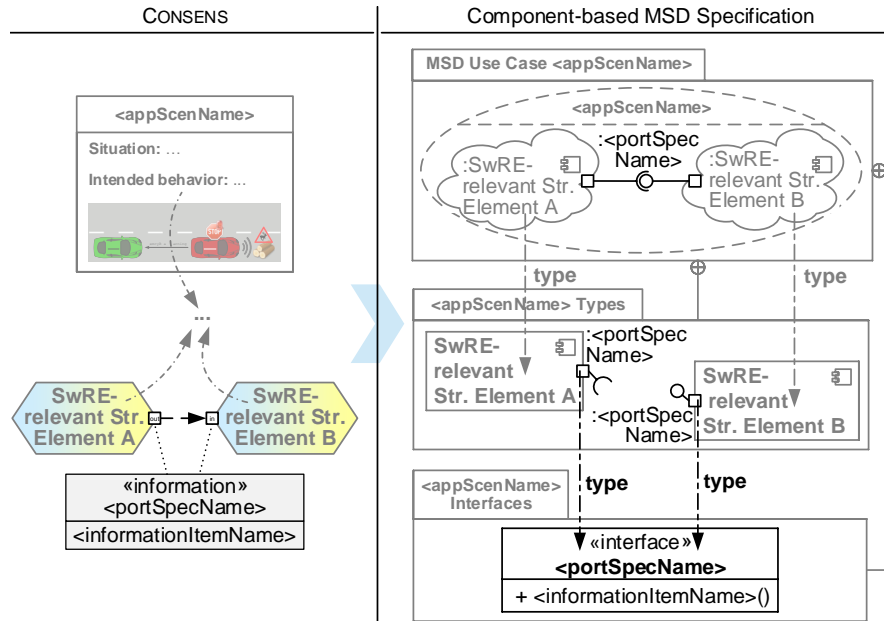 CONSENS
Component-based MSD Specification
<appScenName>
Situation: ...
Intended behavior: ...
STOP
...
SwRE-
relevant Str.
Element A
out
in
SwRE-
relevant Str.
Element B
«information»
<portSpecName>
<informationItemName>
MSD Use Case <appScenName>
<appScenName>
:<portSpec
Name>
:SwRE-
relevant Str.
Element A
:SwRE-
relevant Str.
Element B
type
type
<appScenName> Types
SwRE-
relevant
Str. Element A
:<portSpec
Name>
:<portSpec
Name>
SwRE-
relevant
Str. Element B
type
type
<appScenName>
Interfaces
«interface»
<portSpecName>
+ <informationItemName>()